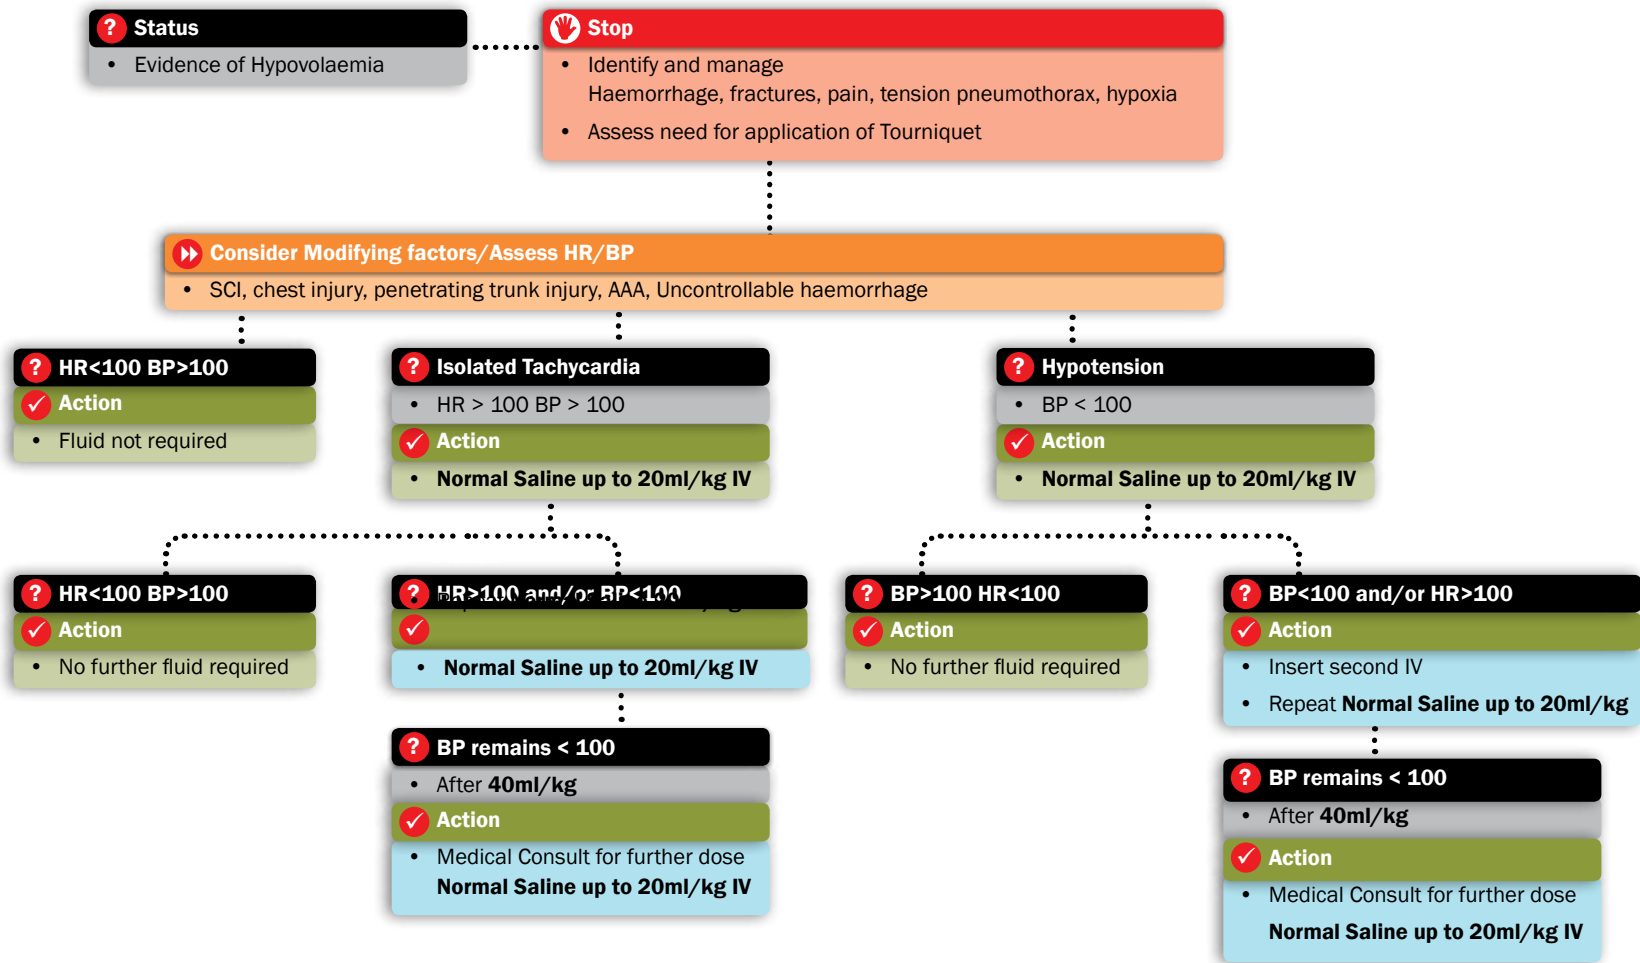 Status
• Evidence of Hypovolaemia
Stop
• Identify and manage
Haemorrhage, fractures, pain, tension pneumothorax, hypoxia
• Assess need for application of Tourniquet
Consider Modifying factors/Assess HR/BP
• SCI, chest injury, penetrating trunk injury, AAA, Uncontrollable haemorrhage
HR<100 BP>100
Action
• Fluid not required
Isolated Tachycardia
• HR > 100 BP > 100
Action
• Normal Saline up to 20ml/kg IV
Hypotension
• BP < 100
Action
• Normal Saline up to 20ml/kg IV
HR<100 BP>100
Action
• No further fluid required
HR>100 and/or BP<100
• Normal Saline up to 20ml/kg IV
BP remains < 100
• After 40ml/kg
Action
• Medical Consult for further dose
Normal Saline up to 20ml/kg IV
BP>100 HR<100
Action
• No further fluid required
BP<100 and/or HR>100
Action
• Insert second IV
• Repeat Normal Saline up to 20ml/kg
BP remains < 100
• After 40ml/kg
Action
• Medical Consult for further dose
Normal Saline up to 20ml/kg IV